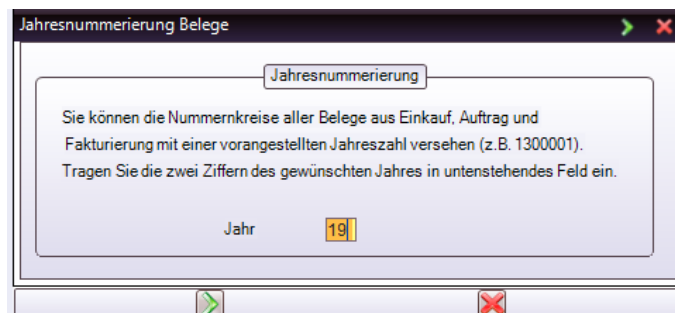 Jahresnummerierung Belege
Jahresnummerierung
Sie können die Nummernkreise aller Belege aus Einkauf, Auftrag und
Fakturierung mit einer vorangestellten Jahreszahl versehen (z.B. 1300001).
Tragen Sie die zwei Ziffern des gewünschten Jahres in untenstehendes Feld ein.
Jahr 19